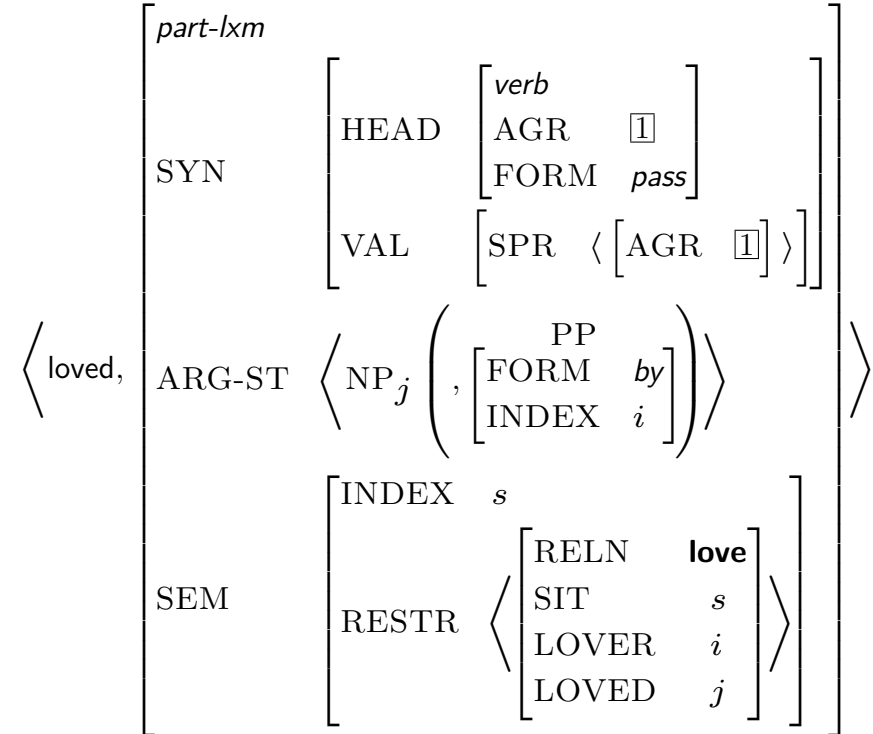 part-lxm
verb
HEAD AGR 1
FORM pass
SYN
VAL [SPR ⟨[AGR 1]⟩]
PP
⟨loved, ARG-ST ⟨NP_j (, [FORM by
INDEX i])⟩⟩
INDEX s
RELN love
SEM RESTR ⟨[SIT s
LOVER i
LOVED j]⟩